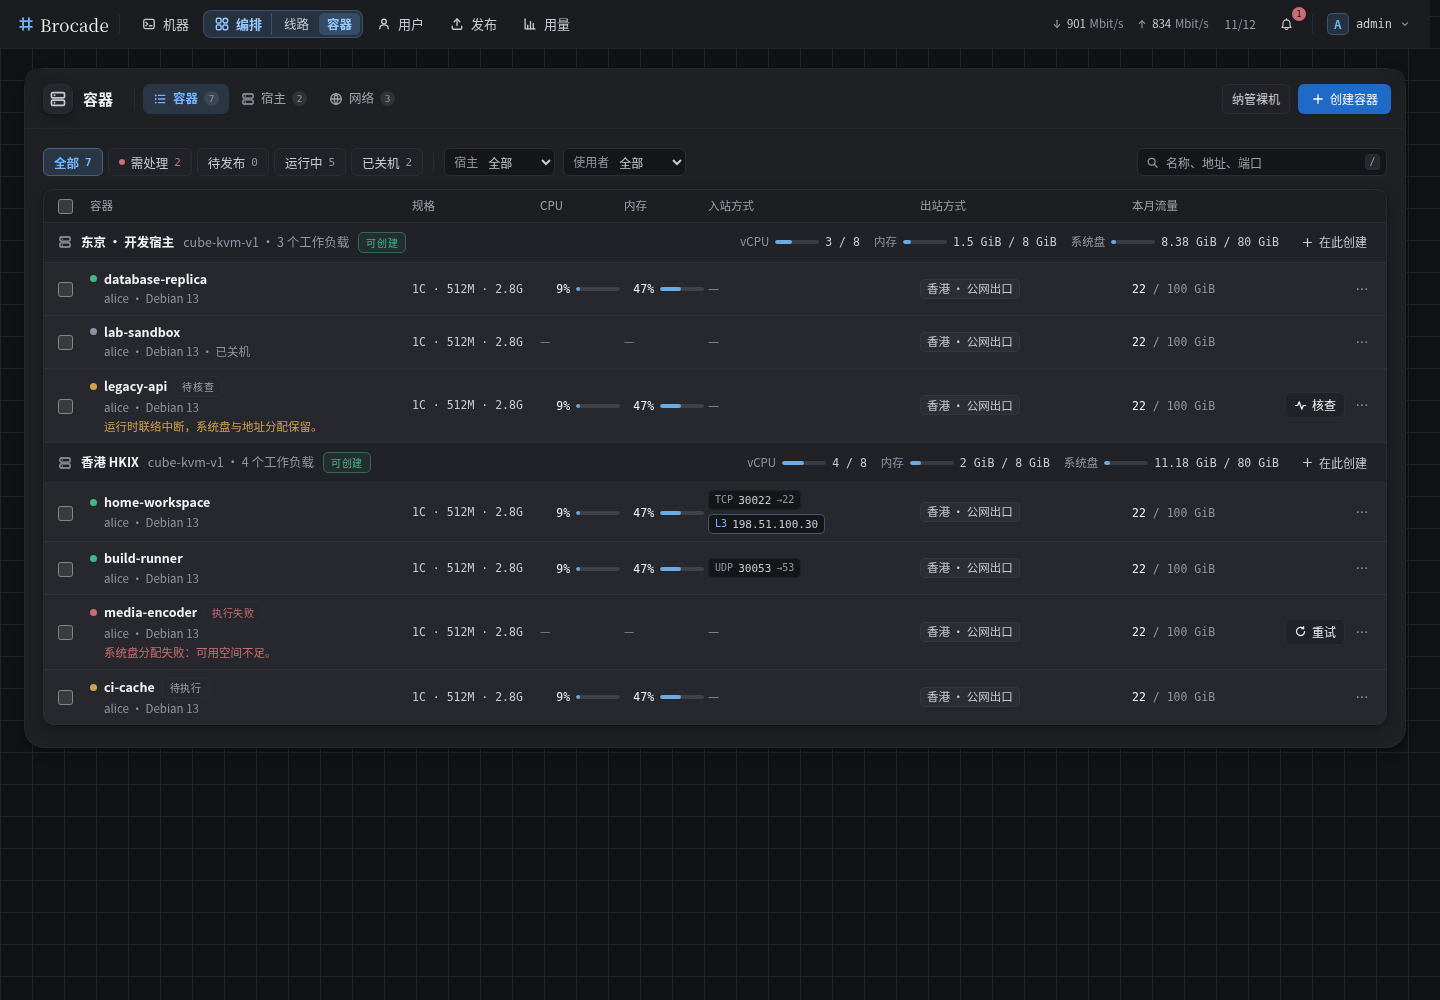 Brocade 机器 编排 线路 容器 用户 发布 用量 ↓ 901 Mbit/s ↑ 834 Mbit/s 11/12 1 A admin
容器 容器 7 宿主 2 网络 3 纳管裸机 + 创建容器
全部 7 需处理 2 待发布 0 运行中 5 已关机 2 宿主 全部 使用者 全部 名称、地址、端口 /
容器 规格 CPU 内存 入站方式 出站方式 本月流量
东京 · 开发宿主 cube-kvm-v1 · 3 个工作负载 可创建 vCPU 3 / 8 内存 1.5 GiB / 8 GiB 系统盘 8.38 GiB / 80 GiB + 在此创建
database-replica
alice · Debian 13
1C · 512M · 2.8G 9% 47% — 香港 · 公网出口 22 / 100 GiB ···
lab-sandbox
alice · Debian 13 · 已关机
1C · 512M · 2.8G — — — 香港 · 公网出口 22 / 100 GiB ···
legacy-api 待核查
alice · Debian 13
运行时联络中断，系统盘与地址分配保留。
1C · 512M · 2.8G 9% 47% — 香港 · 公网出口 22 / 100 GiB 核查 ···
香港 HKIX cube-kvm-v1 · 4 个工作负载 可创建 vCPU 4 / 8 内存 2 GiB / 8 GiB 系统盘 11.18 GiB / 80 GiB + 在此创建
home-workspace
alice · Debian 13
1C · 512M · 2.8G 9% 47% TCP 30022 →22
L3 198.51.100.30
香港 · 公网出口 22 / 100 GiB ···
build-runner
alice · Debian 13
1C · 512M · 2.8G 9% 47% UDP 30053 →53 香港 · 公网出口 22 / 100 GiB ···
media-encoder 执行失败
alice · Debian 13
系统盘分配失败：可用空间不足。
1C · 512M · 2.8G — — — 香港 · 公网出口 22 / 100 GiB 重试 ···
ci-cache 待执行
alice · Debian 13
1C · 512M · 2.8G 9% 47% — 香港 · 公网出口 22 / 100 GiB ···